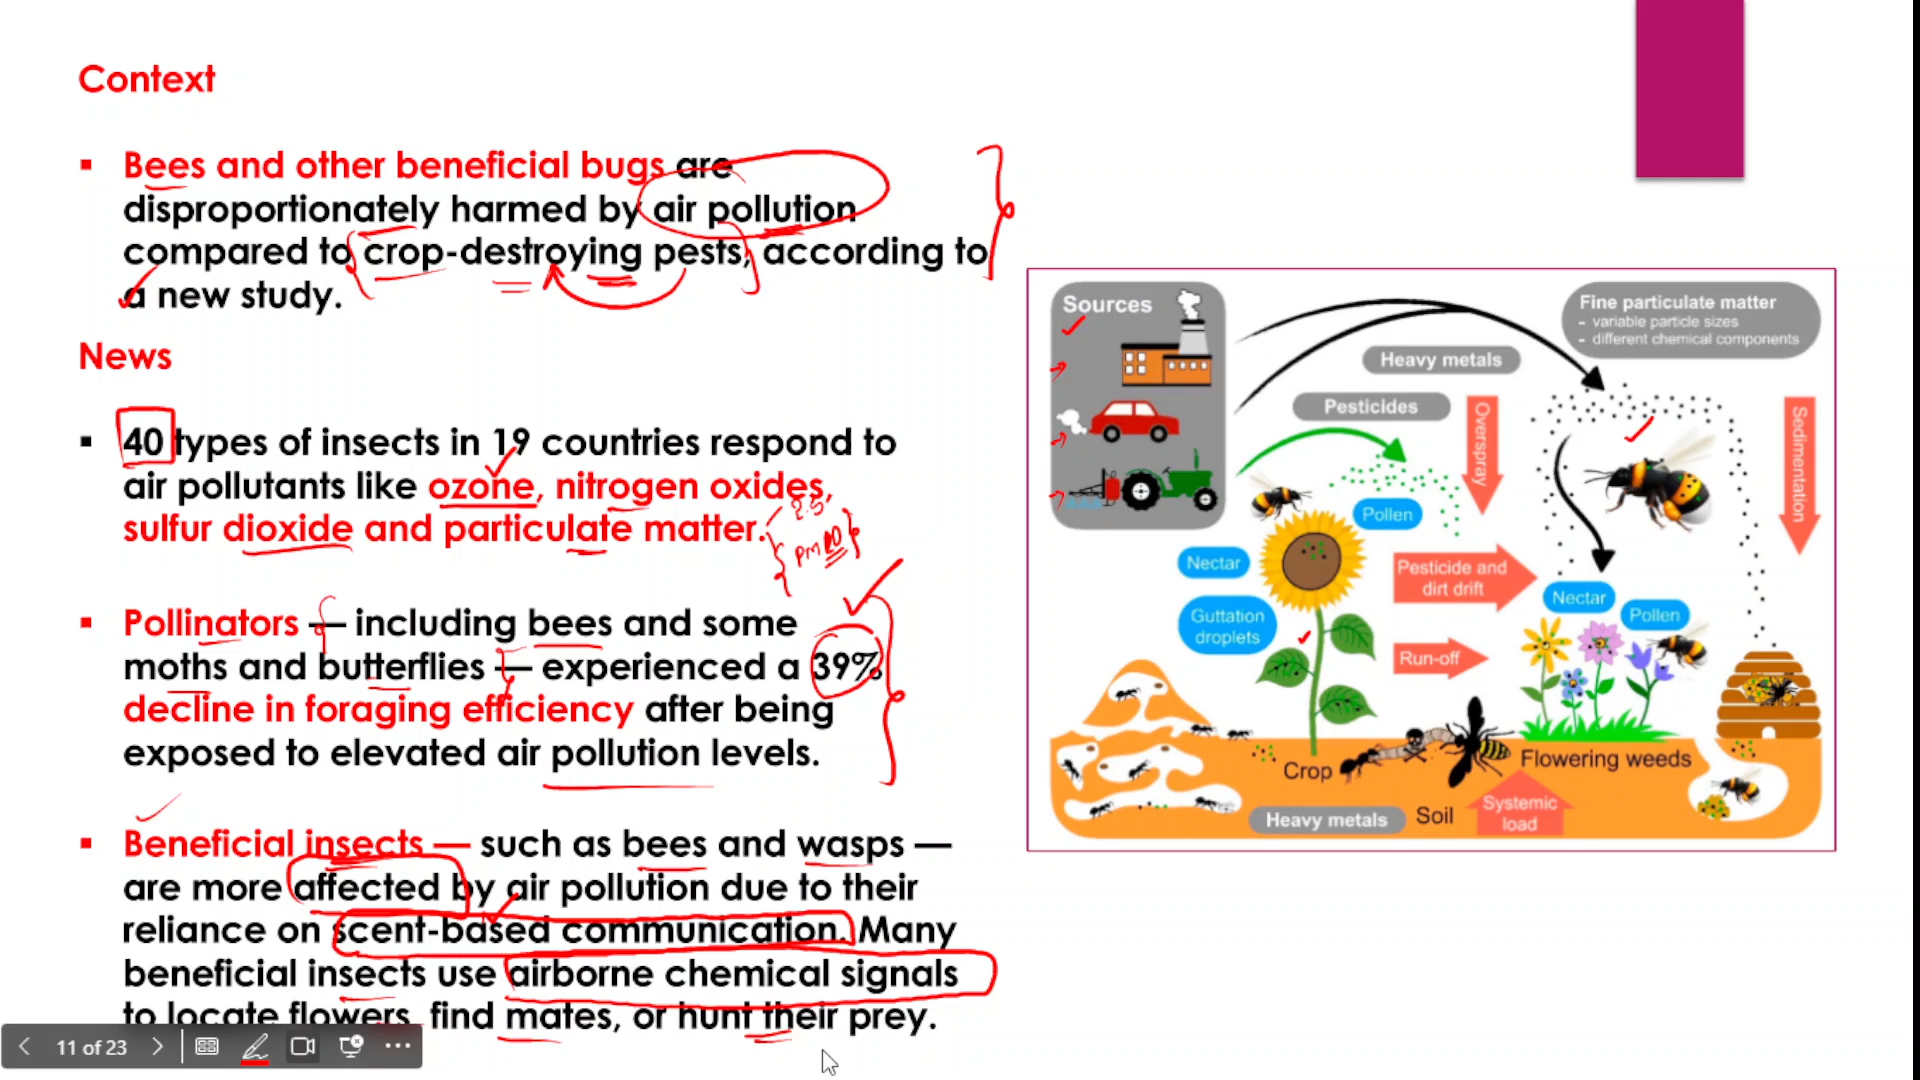 Context
▪ Bees and other beneficial bugs are
disproportionately harmed by air pollution
compared to crop-destroying pests, according to
a new study.
News
▪ 40 types of insects in 19 countries respond to
air pollutants like ozone, nitrogen oxides,
sulfur dioxide and particulate matter.
2.5
PM 10
▪ Pollinators — including bees and some
moths and butterflies — experienced a 39%
decline in foraging efficiency after being
exposed to elevated air pollution levels.
▪ Beneficial insects — such as bees and wasps —
are more affected by air pollution due to their
reliance on scent-based communication. Many
beneficial insects use airborne chemical signals
to locate flowers, find mates, or hunt their prey.
11 of 23
Sources
Fine particulate matter
- variable particle sizes
- different chemical components
Heavy metals
Pesticides
Overspray
Sedimentation
Pollen
Nectar
Pesticide and
dirt drift
Guttation
droplets
Nectar
Pollen
Run-off
Crop
Flowering weeds
Heavy metals
Soil
Systemic
load